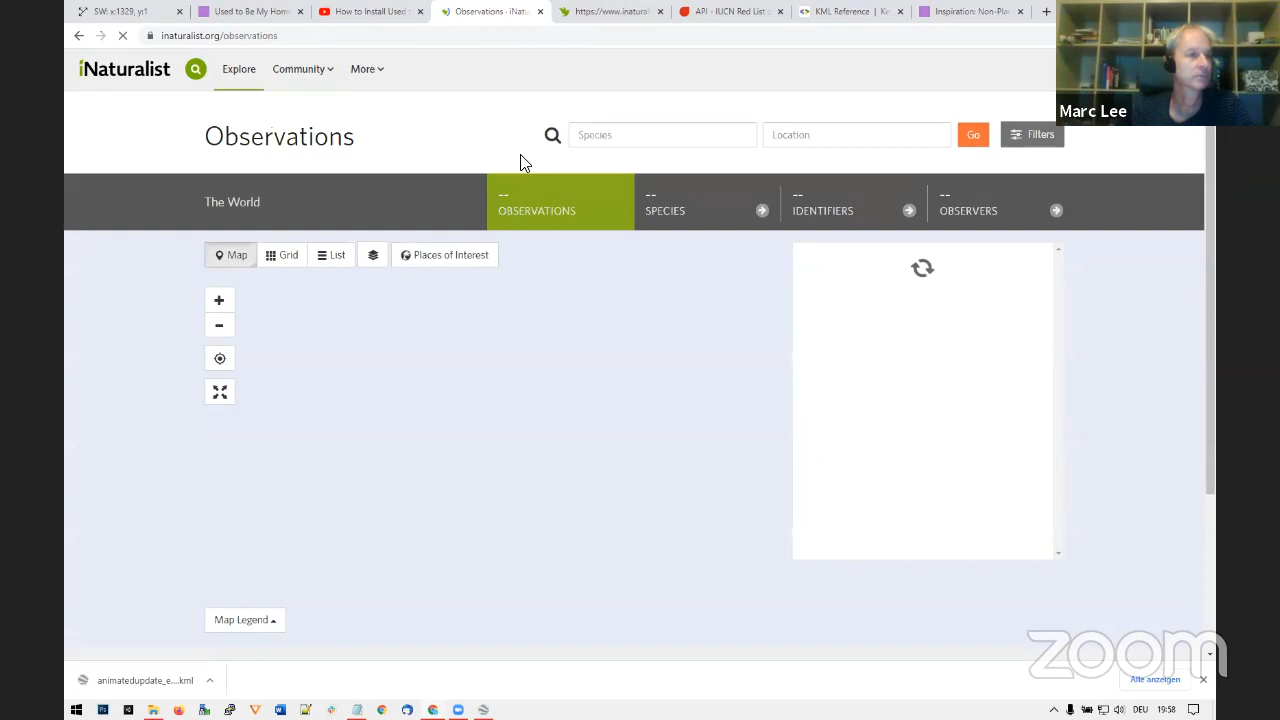 SW: x:1329, y:1
Used to Be My Home
How to Install Used
Observations · iNatu
https://www.inatural
API - IUCN Red List o
KML Reference | Ke
Inspiration: Non-Pla
inaturalist.org/observations
iNaturalist
Explore
Community
More
Marc Lee
Observations
Species
Location
Go
Filters
The World
--
OBSERVATIONS
--
SPECIES
--
IDENTIFIERS
--
OBSERVERS
Map
Grid
List
Places of Interest
+
−
Map Legend
zoom
animatedupdate_e....kml
Alle anzeigen
DEU
19:58